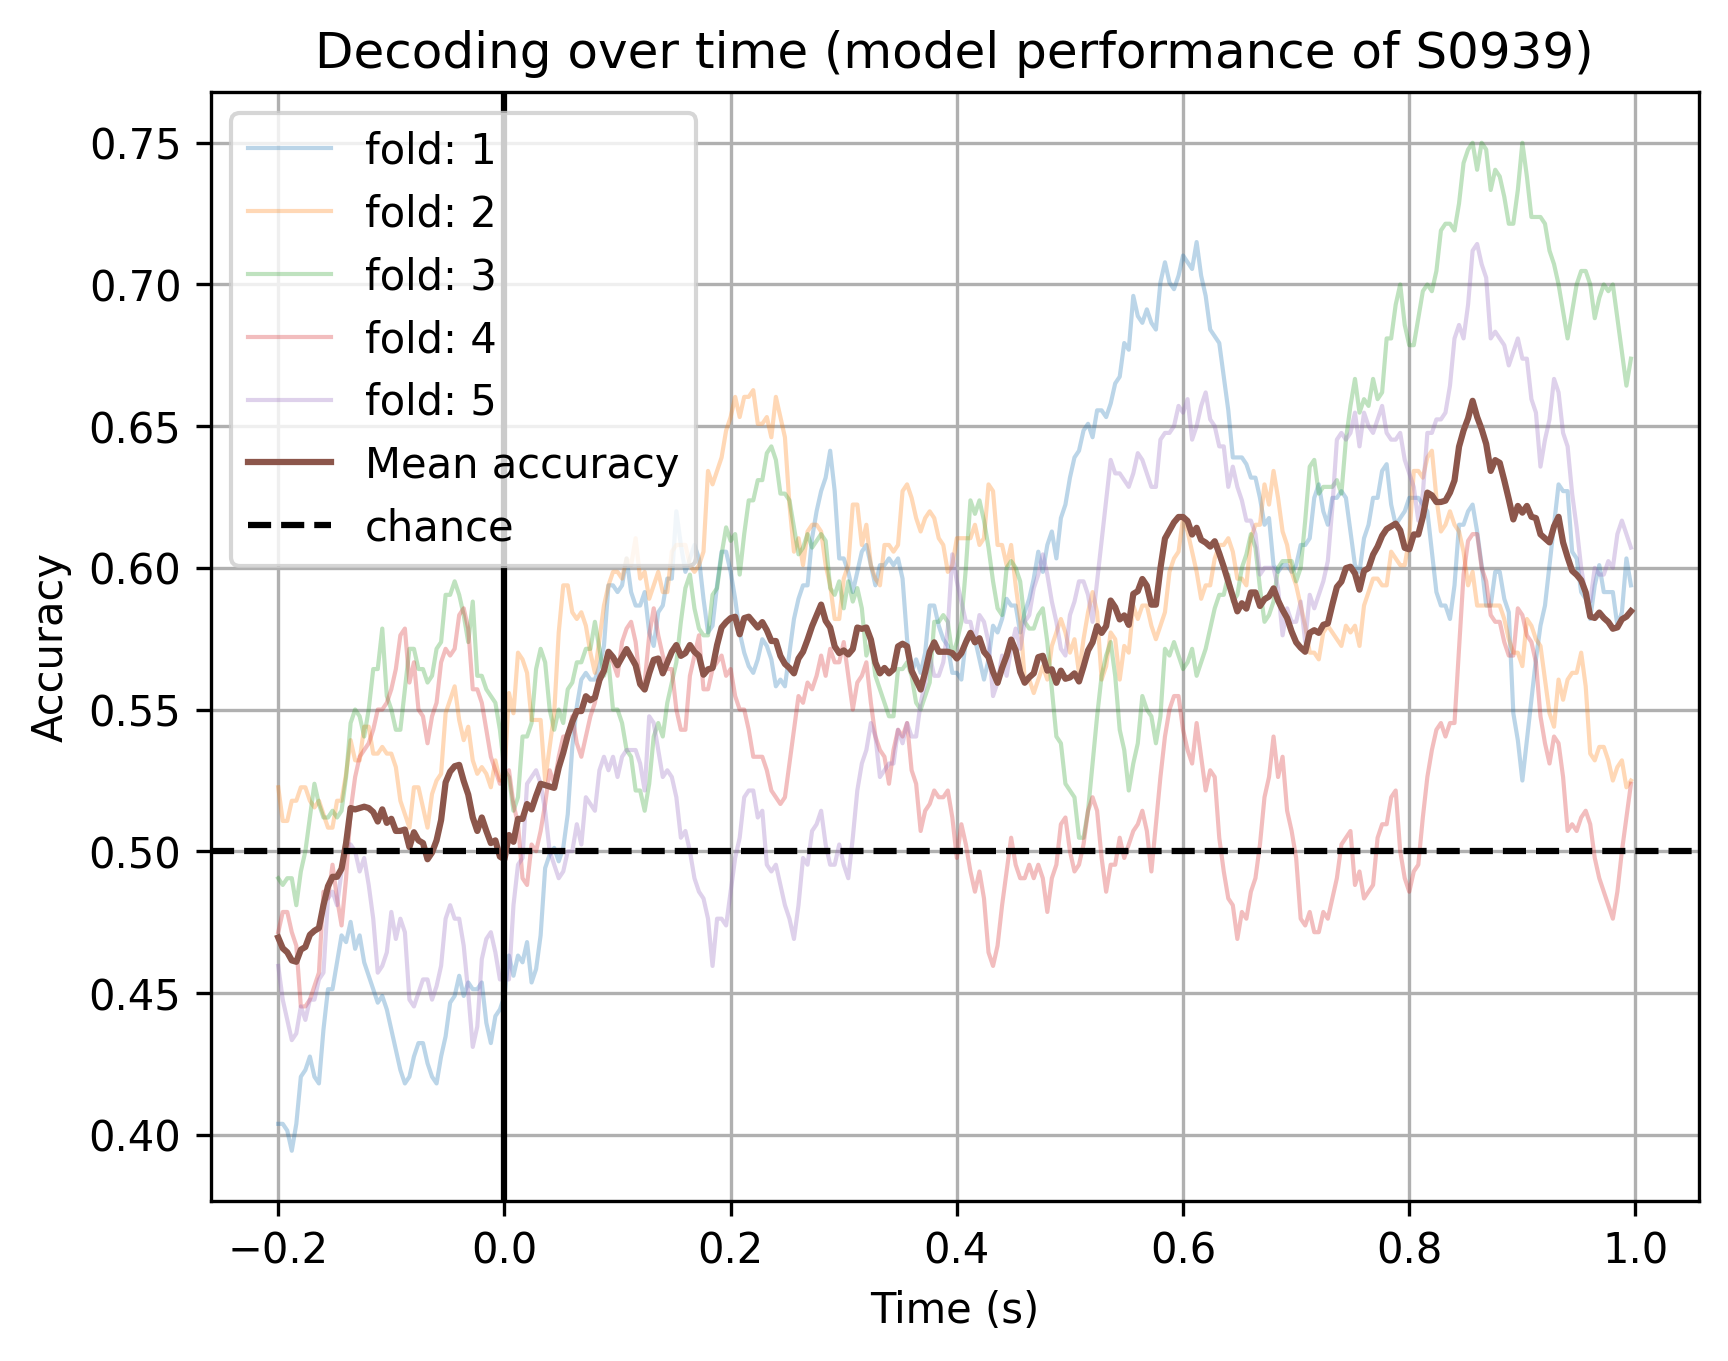 Decoding over time (model performance of S0939)
0.75
0.70
0.65
0.60
0.55
0.50
0.45
0.40
Accuracy
fold: 1
fold: 2
fold: 3
fold: 4
fold: 5
Mean accuracy
chance
−0.2 0.0 0.2 0.4 0.6 0.8 1.0
Time (s)